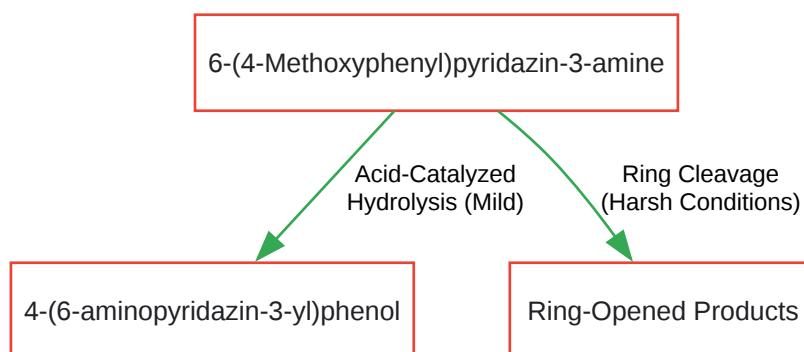 6-(4-Methoxyphenyl)pyridazin-3-amine
Acid-Catalyzed
Hydrolysis (Mild)
Ring Cleavage
(Harsh Conditions)
4-(6-aminopyridazin-3-yl)phenol
Ring-Opened Products